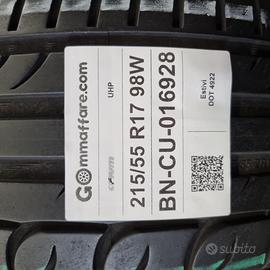 Gommaffare.com
UHP
215/55 R17 98W
BN-CU-016928
Estivi
DOT 4922
subito